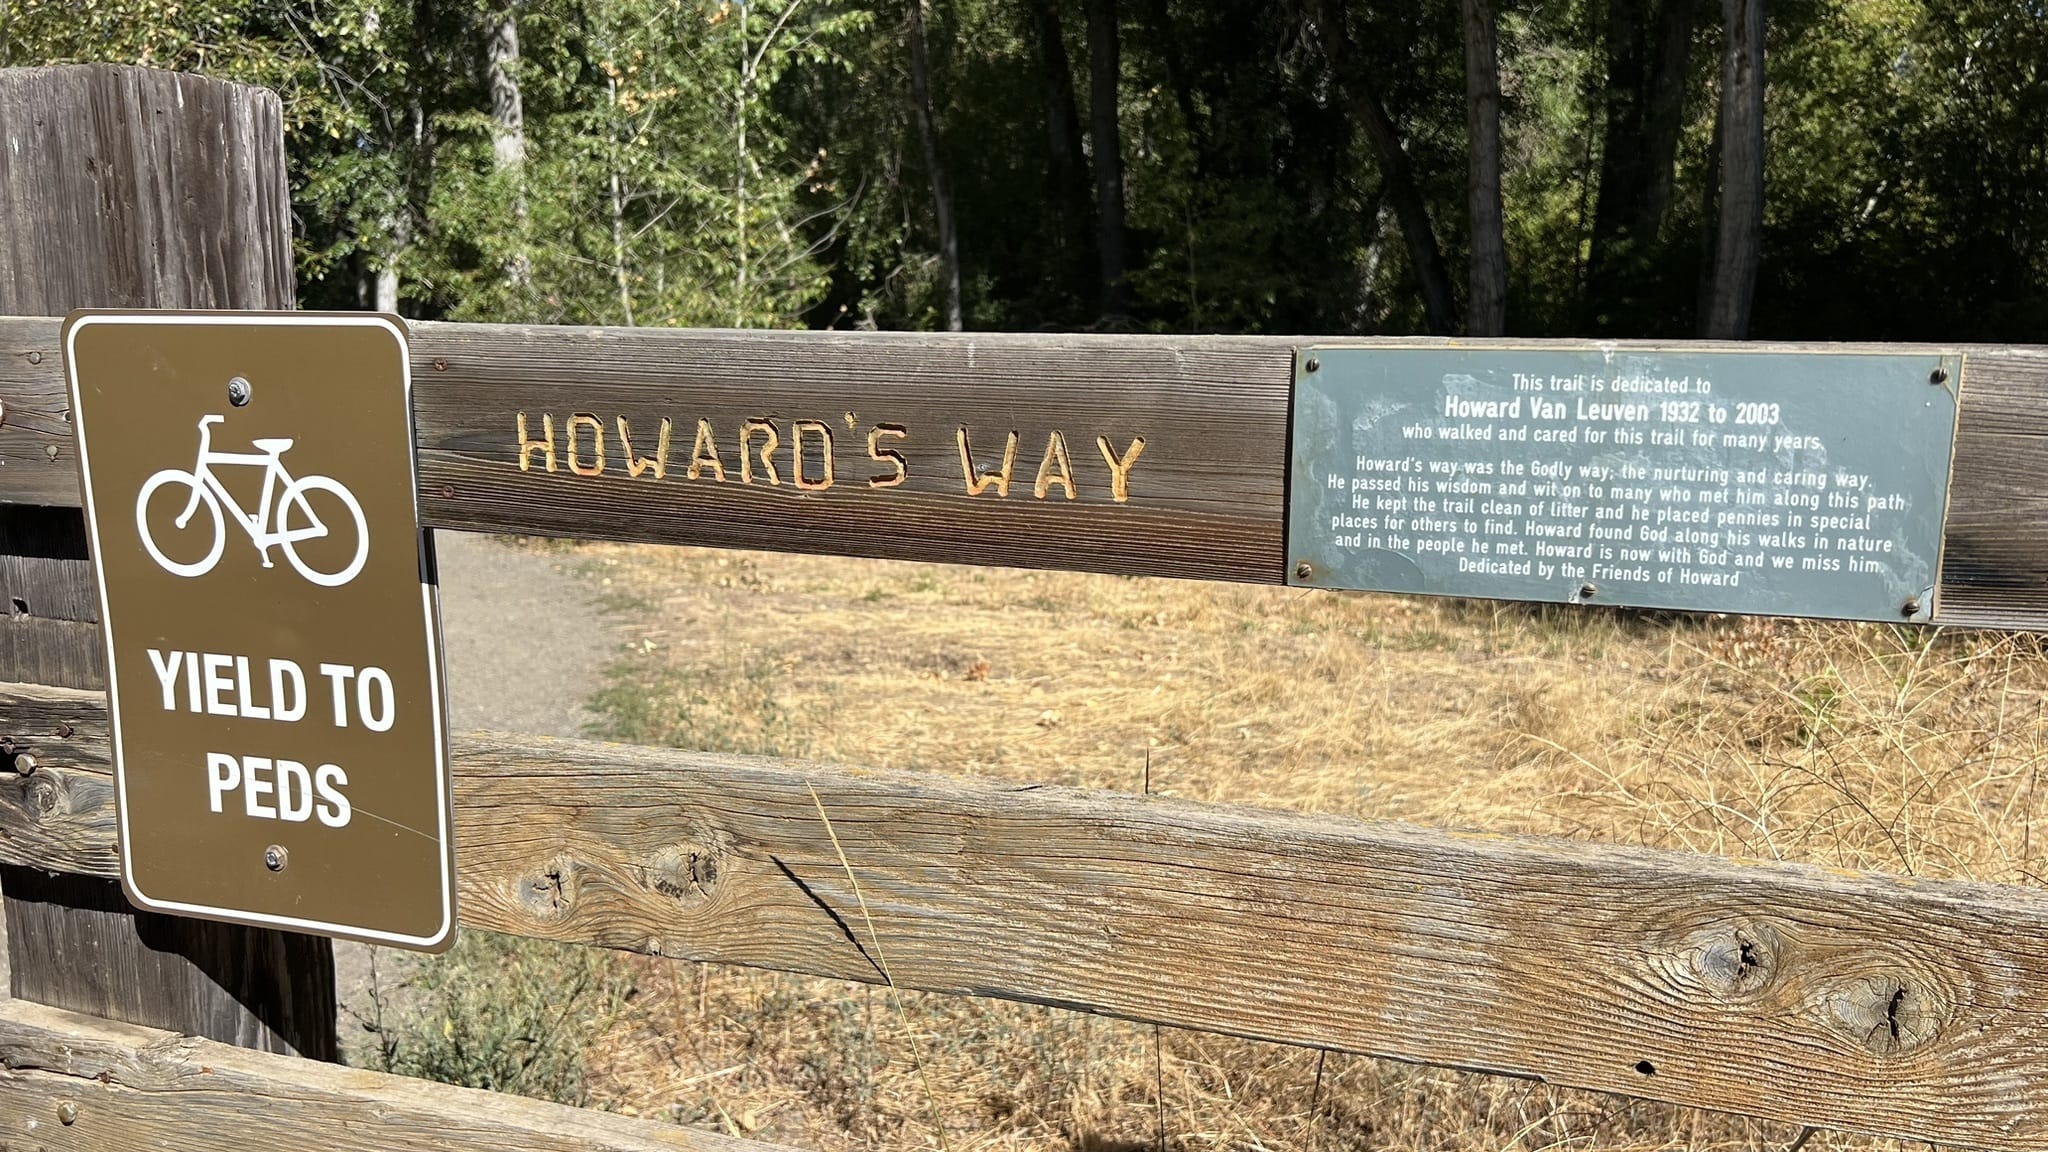 YIELD TO
PEDS
HOWARD'S WAY
This trail is dedicated to
Howard Van Leuven 1932 to 2003
who walked and cared for this trail for many years.
Howard's way was the Godly way; the nurturing and caring way.
He passed his wisdom and wit on to many who met him along this path
He kept the trail clean of litter and he placed pennies in special
places for others to find. Howard found God along his walks in nature
and in the people he met. Howard is now with God and we miss him.
Dedicated by the Friends of Howard